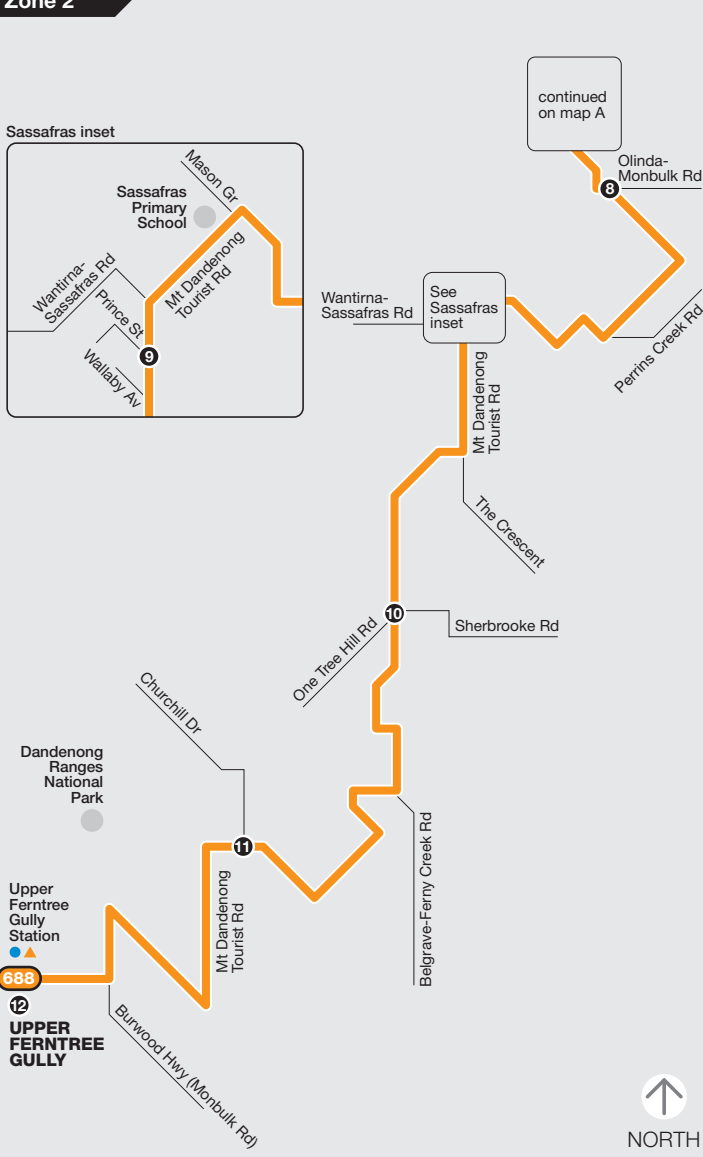 Zone 2
Sassafras inset
Mason Gr
Sassafras
Primary
School
Wantirna-
Sassafras Rd
Prince St
Mt Dandenong
Tourist Rd
9
Wallaby Av
continued
on map A
Olinda-
Monbulk Rd
8
Wantirna-
Sassafras Rd
See
Sassafras
inset
Perrins Creek Rd
Mt Dandenong
Tourist Rd
The Crescent
10
Sherbrooke Rd
One Tree Hill Rd
Churchill Dr
Dandenong
Ranges
National
Park
11
Belgrave-Ferny Creek Rd
Mt Dandenong
Tourist Rd
Upper
Ferntree
Gully
Station
688
12
UPPER
FERNTREE
GULLY
Burwood Hwy (Monbulk Rd)
NORTH